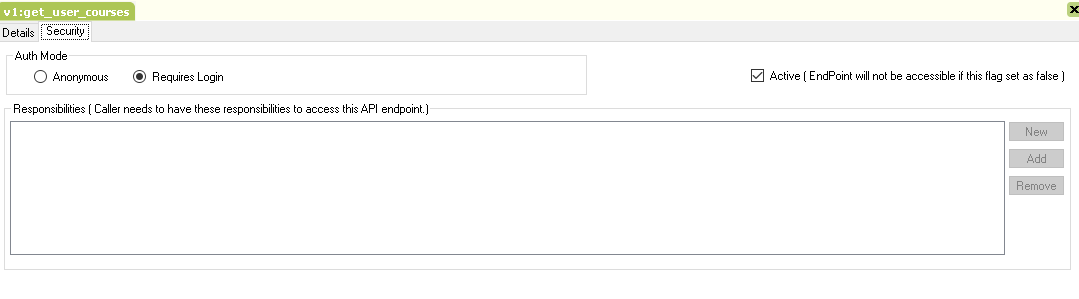 v1:get_user_courses
Details Security
Auth Mode
Anonymous Requires Login
Active ( EndPoint will not be accessible if this flag set as false )
Responsibilities ( Caller needs to have these responsibilities to access this API endpoint.)
New
Add
Remove